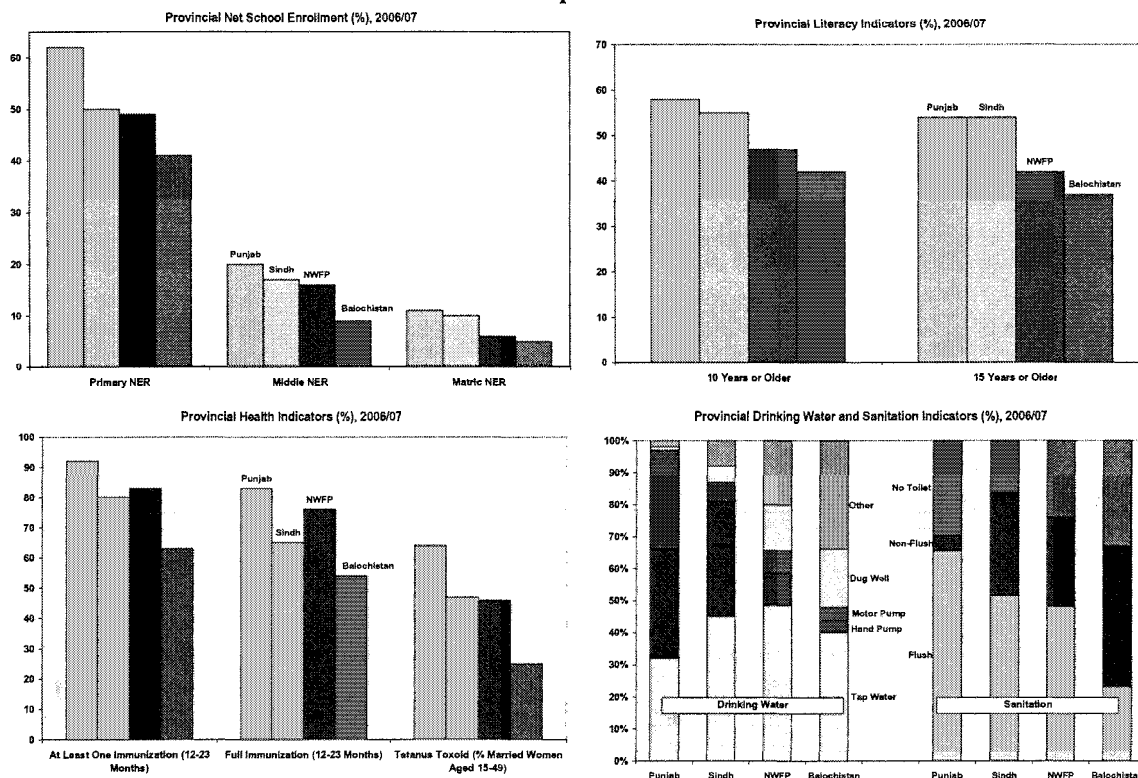 Provincial Net School Enrollment (%), 2006/07
60
50
40
30
20
10
0
Punjab
Sindh
NWFP
Balochistan
Primary NER
Middle NER
Matric NER
Provincial Literacy Indicators (%), 2006/07
70
60
50
40
30
20
10
0
Punjab
Sindh
NWFP
Balochistan
10 Years or Older
15 Years or Older
Provincial Health Indicators (%), 2006/07
100
90
80
70
60
50
40
30
20
10
0
Punjab
Sindh
NWFP
Balochistan
At Least One Immunization (12-23
Months)
Full Immunization (12-23 Months)
Tetanus Toxoid (% Married Women
Aged 15-49)
Provincial Drinking Water and Sanitation Indicators (%), 2006/07
100%
90%
80%
70%
60%
50%
40%
30%
20%
10%
0%
Other
Dug Well
Motor Pump
Hand Pump
Tap Water
No Toilet
Non-Flush
Flush
Drinking Water
Sanitation
Punjab
Sindh
NWFP
Balochistan
Punjab
Sindh
NWFP
Balochistan